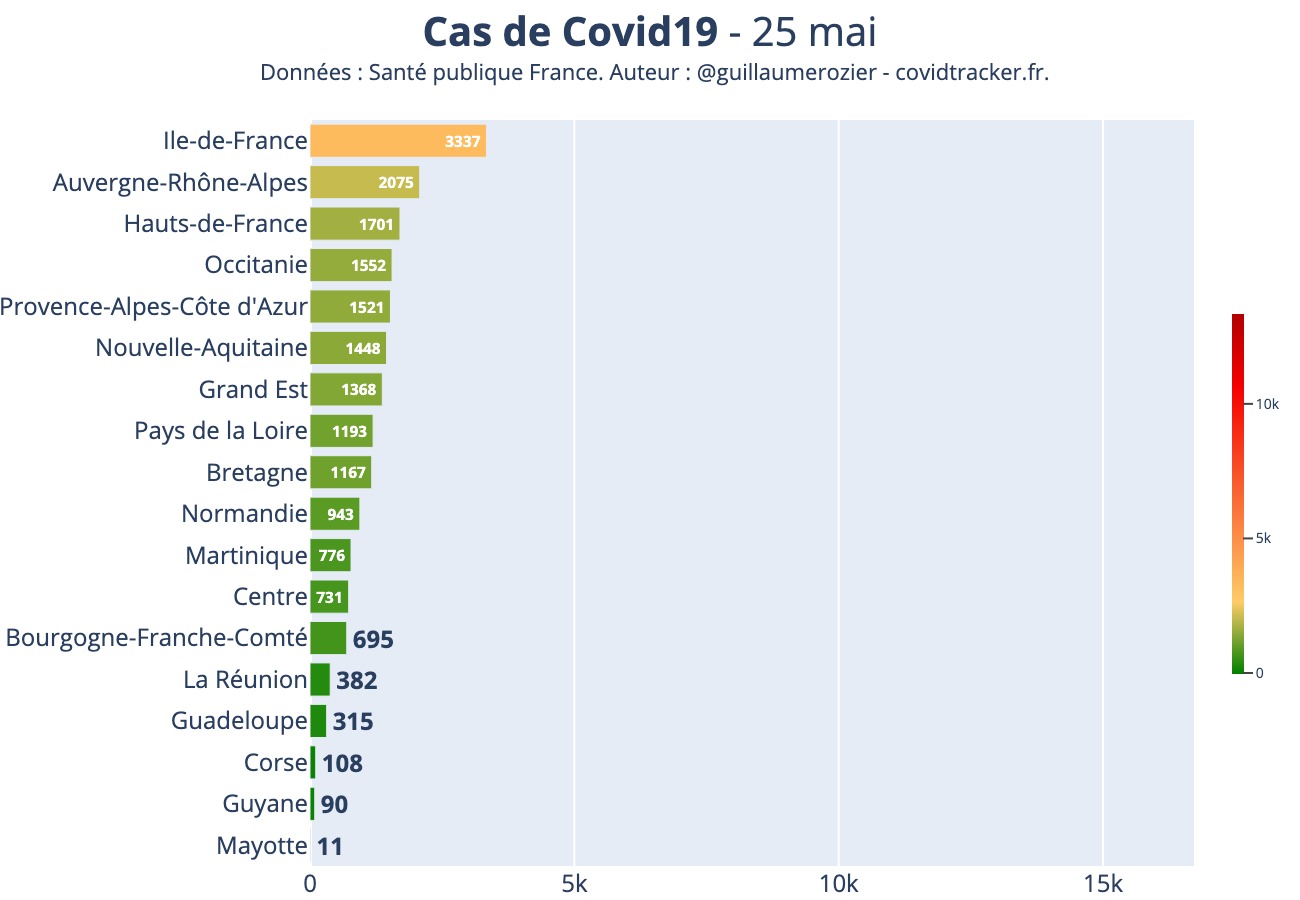 Cas de Covid19 - 25 mai
Données : Santé publique France. Auteur : @guillaumerozier - covidtracker.fr.
Ile-de-France 3337
Auvergne-Rhône-Alpes 2075
Hauts-de-France 1701
Occitanie 1552
Provence-Alpes-Côte d'Azur 1521
Nouvelle-Aquitaine 1448
Grand Est 1368
Pays de la Loire 1193
Bretagne 1167
Normandie 943
Martinique 776
Centre 731
Bourgogne-Franche-Comté 695
La Réunion 382
Guadeloupe 315
Corse 108
Guyane 90
Mayotte 11
0 5k 10k 15k
10k
5k
0